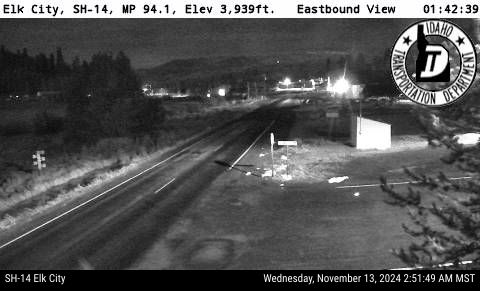 Elk City, SH-14, MP 94.1, Elev 3,939ft. Eastbound View 01:42:39
IDAHO
TRANSPORTATION DEPARTMENT
SH-14 Elk City Wednesday, November 13, 2024 2:51:49 AM MST